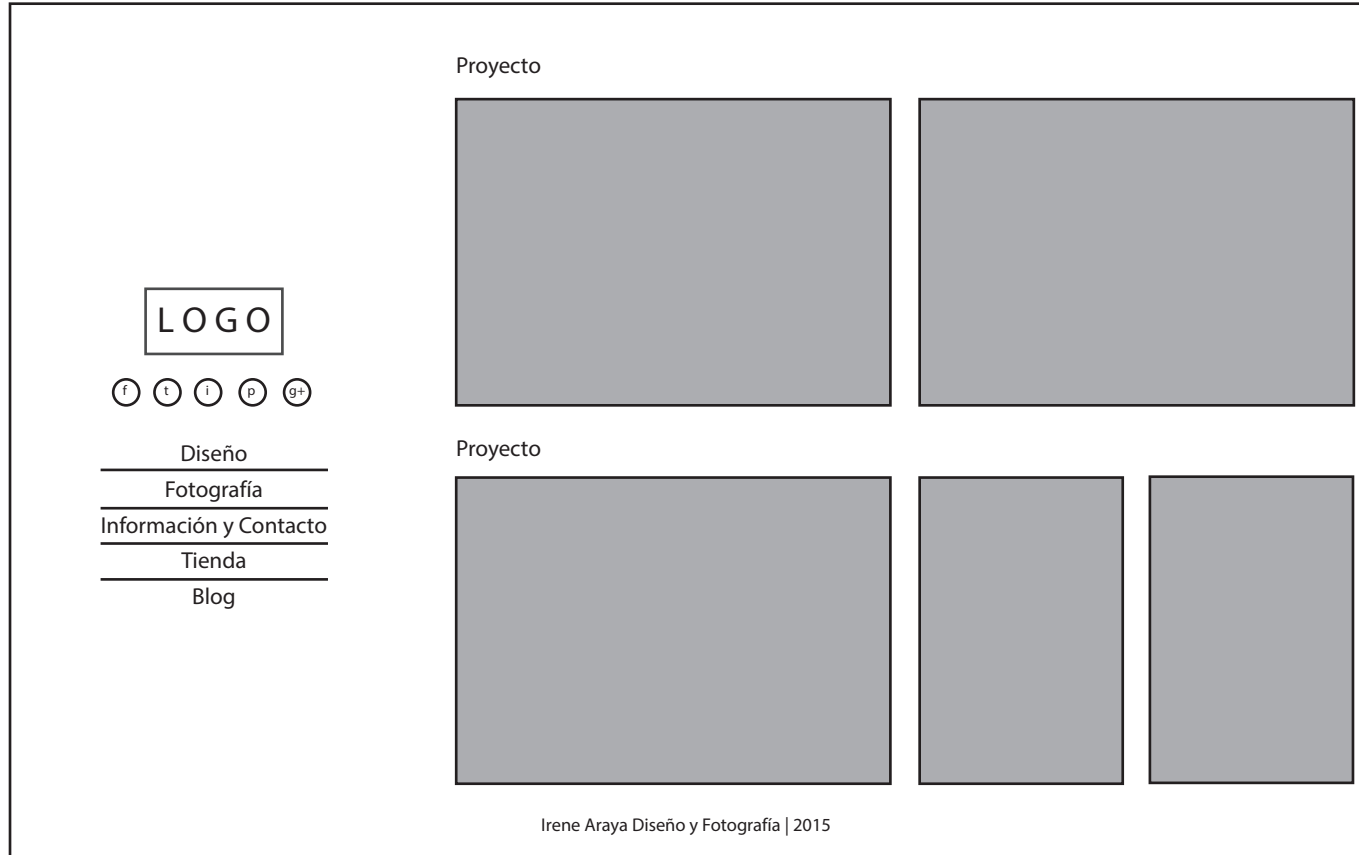 LOGO
f t i p g+
Diseño
Fotografía
Información y Contacto
Tienda
Blog
Proyecto
Proyecto
Irene Araya Diseño y Fotografía | 2015